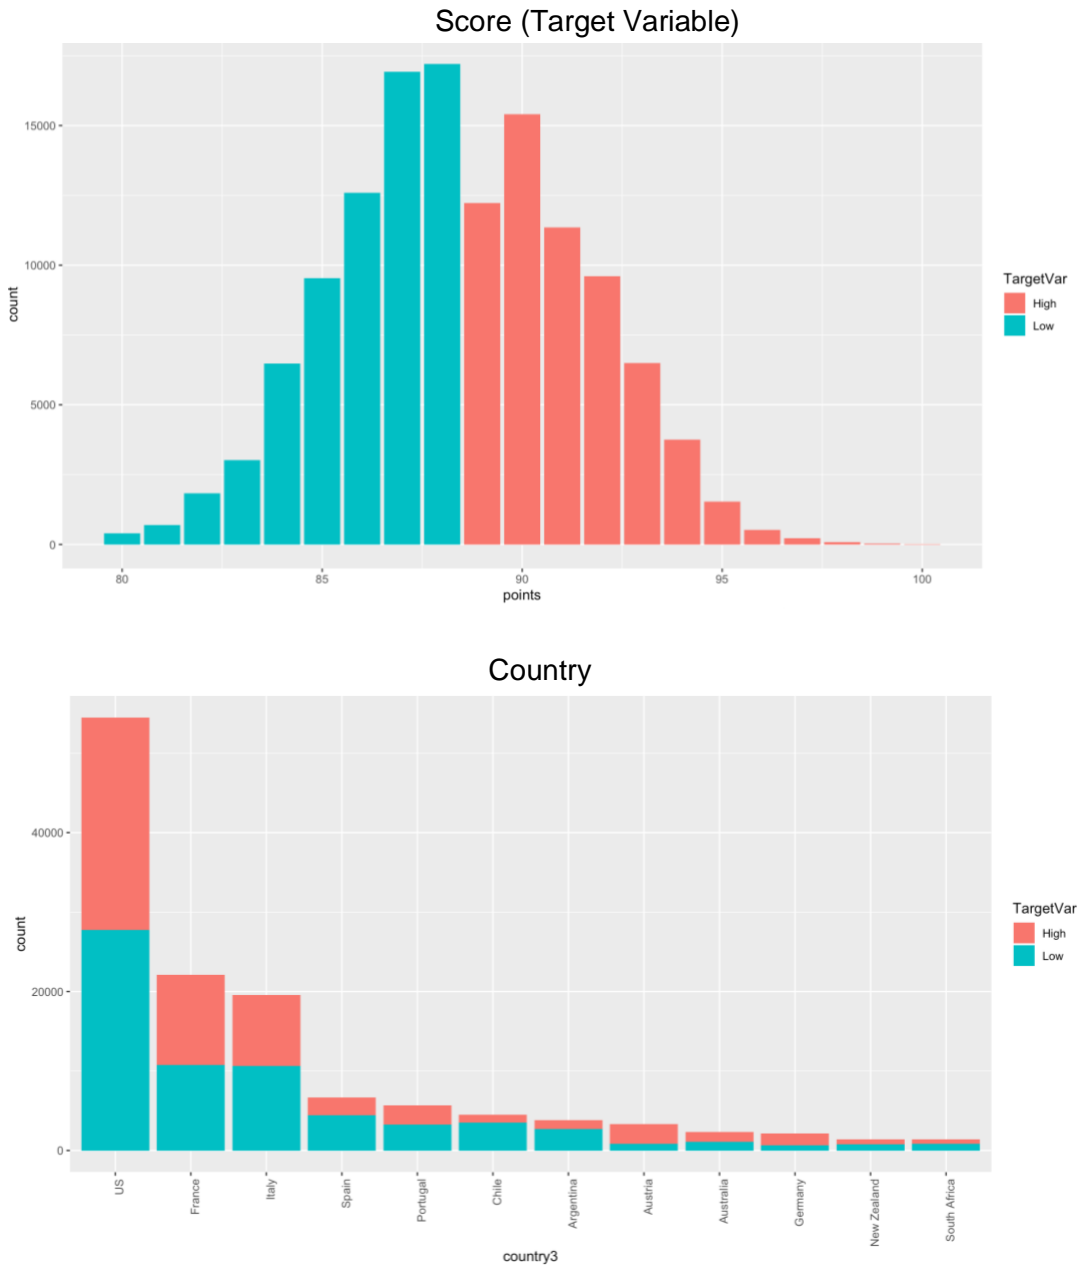 Score (Target Variable)
15000
10000
5000
0
count
80 85 90 95 100
points
TargetVar
High
Low
Country
40000
20000
0
count
US France Italy Spain Portugal Chile Argentina Austria Australia Germany New Zealand South Africa
country3
TargetVar
High
Low